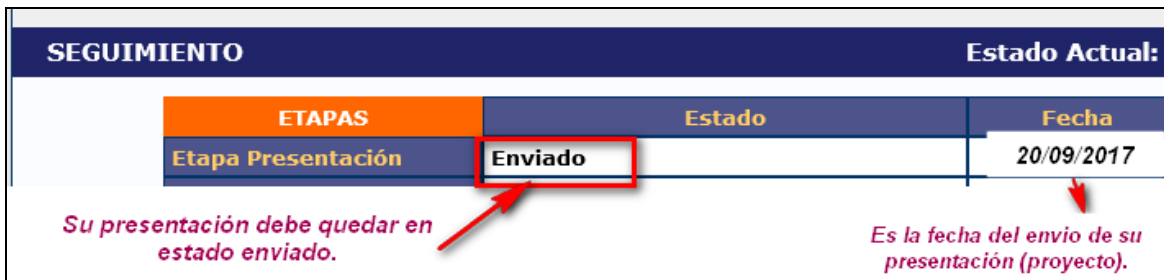 SEGUIMIENTO Estado Actual:
ETAPAS Estado Fecha
Etapa Presentación Enviado 20/09/2017
Su presentación debe quedar en
estado enviado.
Es la fecha del envio de su
presentación (proyecto).